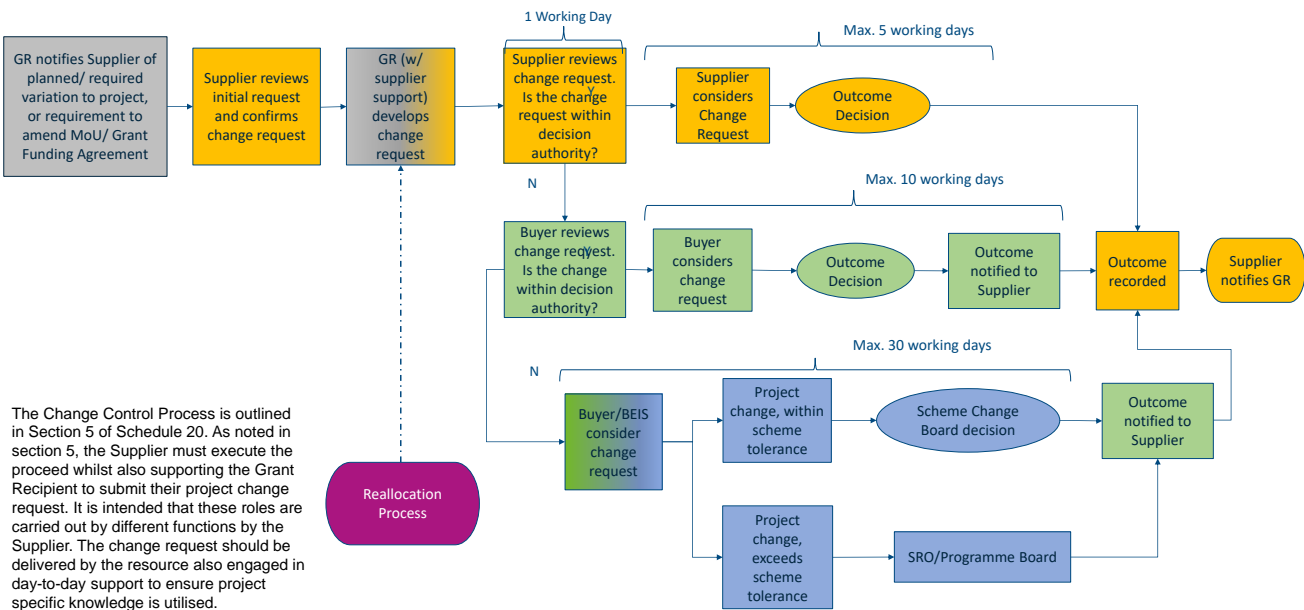 1 Working Day
Max. 5 working days
GR notifies Supplier of
planned/ required
variation to project,
or requirement to
amend MoU/ Grant
Funding Agreement
Supplier reviews
initial request
and confirms
change request
GR (w/
supplier
support)
develops
change
request
Supplier
reviews
change
request.
Is the change
request within
decision
authority?
Y
Supplier
considers
Change
Request
Outcome
Decision
N
Max. 10 working days
Buyer reviews
change request.
Is the change
within decision
authority?
Y
Buyer
considers
change
request
Outcome
Decision
Outcome
notified to
Supplier
Outcome
recorded
Supplier
notifies GR
Max. 30 working days
N
Buyer/BEIS
consider
change
request
Project
change, within
scheme
tolerance
Scheme Change
Board decision
Outcome
notified to
Supplier
Reallocation
Process
Project
change,
exceeds
scheme
tolerance
SRO/Programme Board
The Change Control Process is outlined
in Section 5 of Schedule 20. As noted in
section 5, the Supplier must execute the
proceed whilst also supporting the Grant
Recipient to submit their project change
request. It is intended that these roles are
carried out by different functions by the
Supplier. The change request should be
delivered by the resource also engaged in
day-to-day support to ensure project
specific knowledge is utilised.